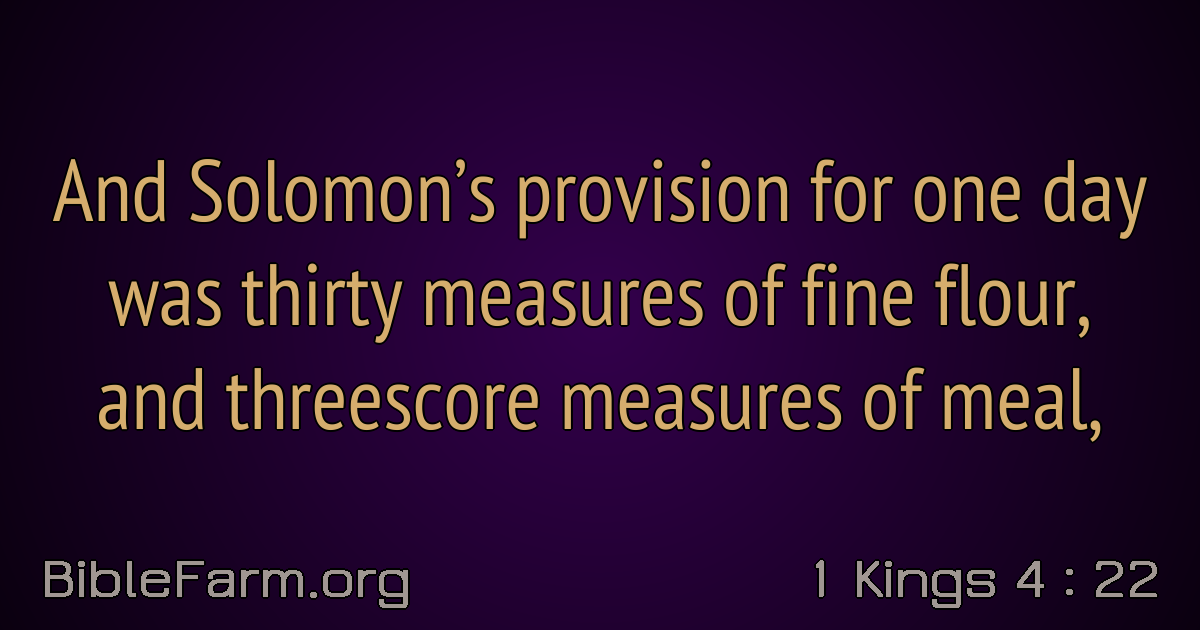 And Solomon’s provision for one day
was thirty measures of fine flour,
and threescore measures of meal,
BibleFarm.org
1 Kings 4 : 22